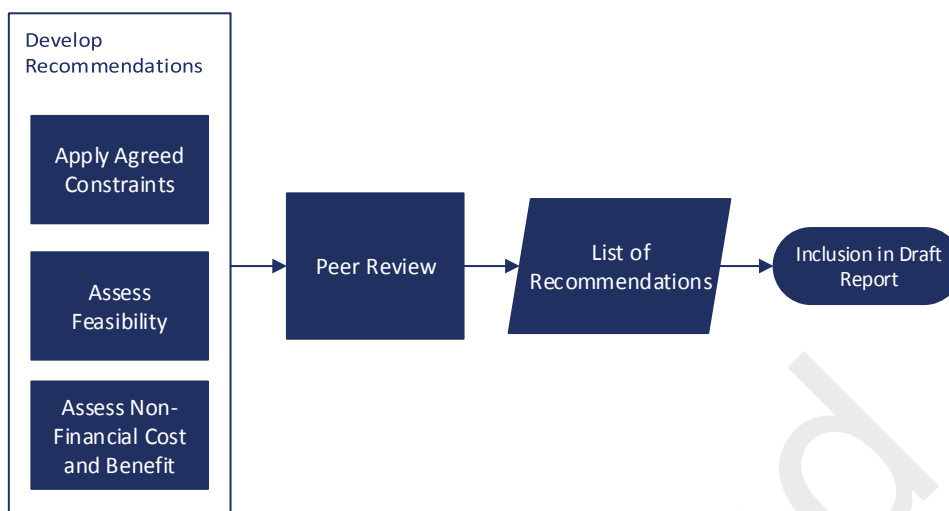 Develop
Recommendations
Apply Agreed
Constraints
Assess
Feasibility
Assess Non-
Financial Cost
and Benefit
Peer Review
List of
Recommendations
Inclusion in Draft
Report